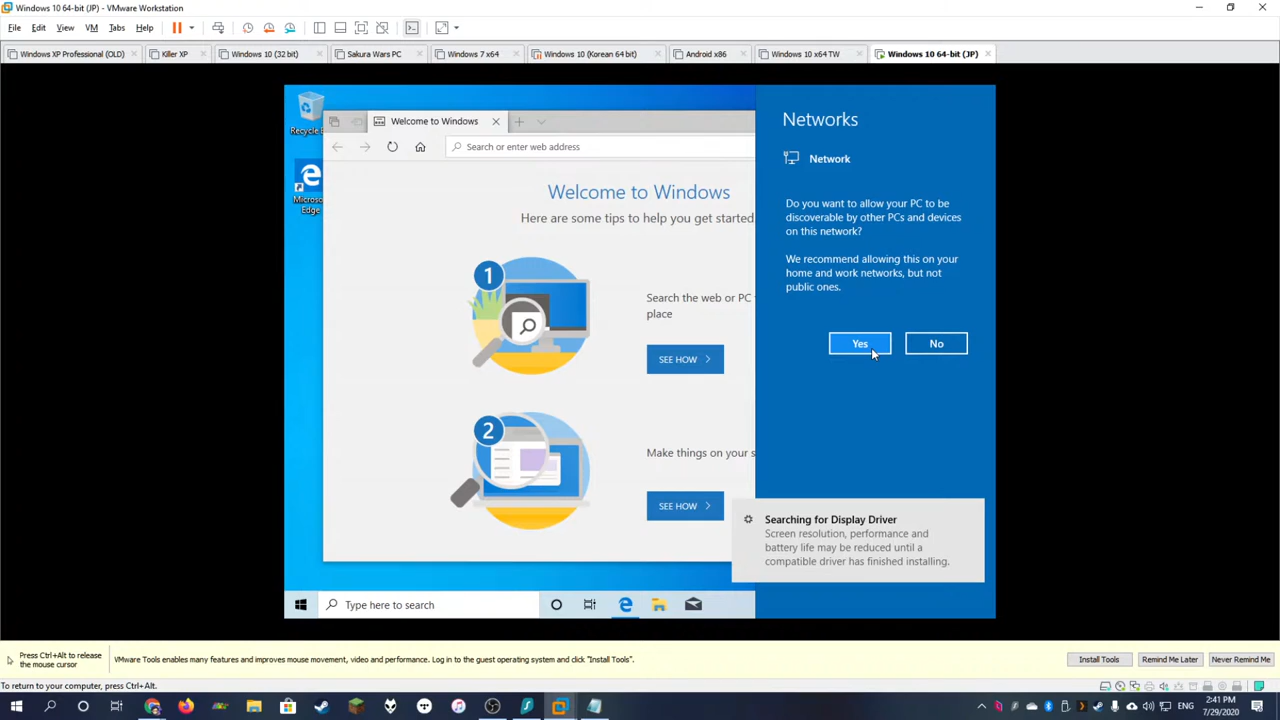 Windows 10 64-bit (JP) - VMware Workstation
File Edit View VM Tabs Help
Windows XP Professional (OLD) Killer XP Windows 10 (32 bit) Sakura Wars PC Windows 7 x64 Windows 10 (Korean 64 bit) Android x86 Windows 10 x64 TW Windows 10 64-bit (JP)
Recycle
Microso
Edge
Welcome to Windows
Search or enter web address
Welcome to Windows
Here are some tips to help you get started
1
Search the web or PC
place
SEE HOW
2
Make things on your s
SEE HOW
Networks
Network
Do you want to allow your PC to be
discoverable by other PCs and devices
on this network?
We recommend allowing this on your
home and work networks, but not
public ones.
Yes No
Searching for Display Driver
Screen resolution, performance and
battery life may be reduced until a
compatible driver has finished installing.
Type here to search
Press Ctrl+Alt to release
the mouse cursor
VMware Tools enables many features and improves mouse movement, video and performance. Log in to the guest operating system and click "Install Tools".
Install Tools Remind Me Later Never Remind Me
To return to your computer, press Ctrl+Alt.
ENG
2:41 PM
7/29/2020